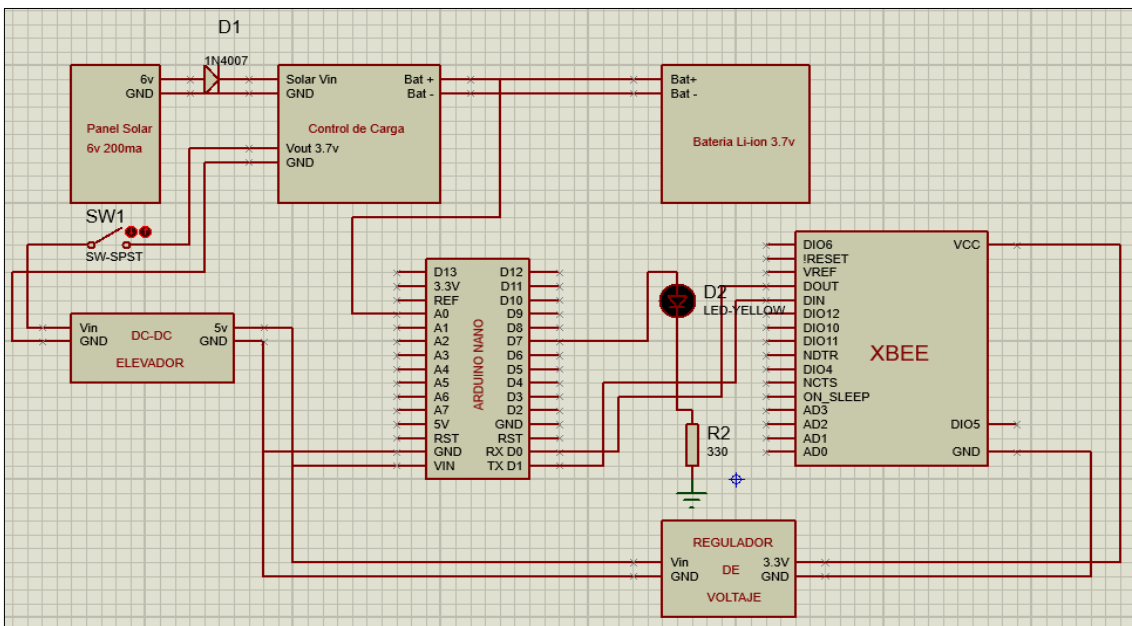 D1
1N4007
6v
GND
Panel Solar
6v 200ma
Solar Vin
GND
Control de Carga
Vout 3.7v
GND
Bat +
Bat -
Bat+
Bat -
Bateria Li-ion 3.7v
SW1
SW-SPST
Vin
GND
DC-DC
ELEVADOR
5v
GND
D13
3.3V
REF
A0
A1
A2
A3
A4
A5
A6
A7
5V
RST
GND
VIN
ARDUINO NANO
D12
D11
D10
D9
D8
D7
D6
D5
D4
D3
D2
GND
RST
RX D0
TX D1
D2
LED-YELLOW
R2
330
DIO6
!RESET
VREF
DOUT
DIN
DIO12
DIO10
DIO11
NDTR
DIO4
NCTS
ON_SLEEP
AD3
AD2
AD1
AD0
XBEE
VCC
DIO5
GND
REGULADOR
DE
VOLTAJE
Vin
GND
3.3V
GND